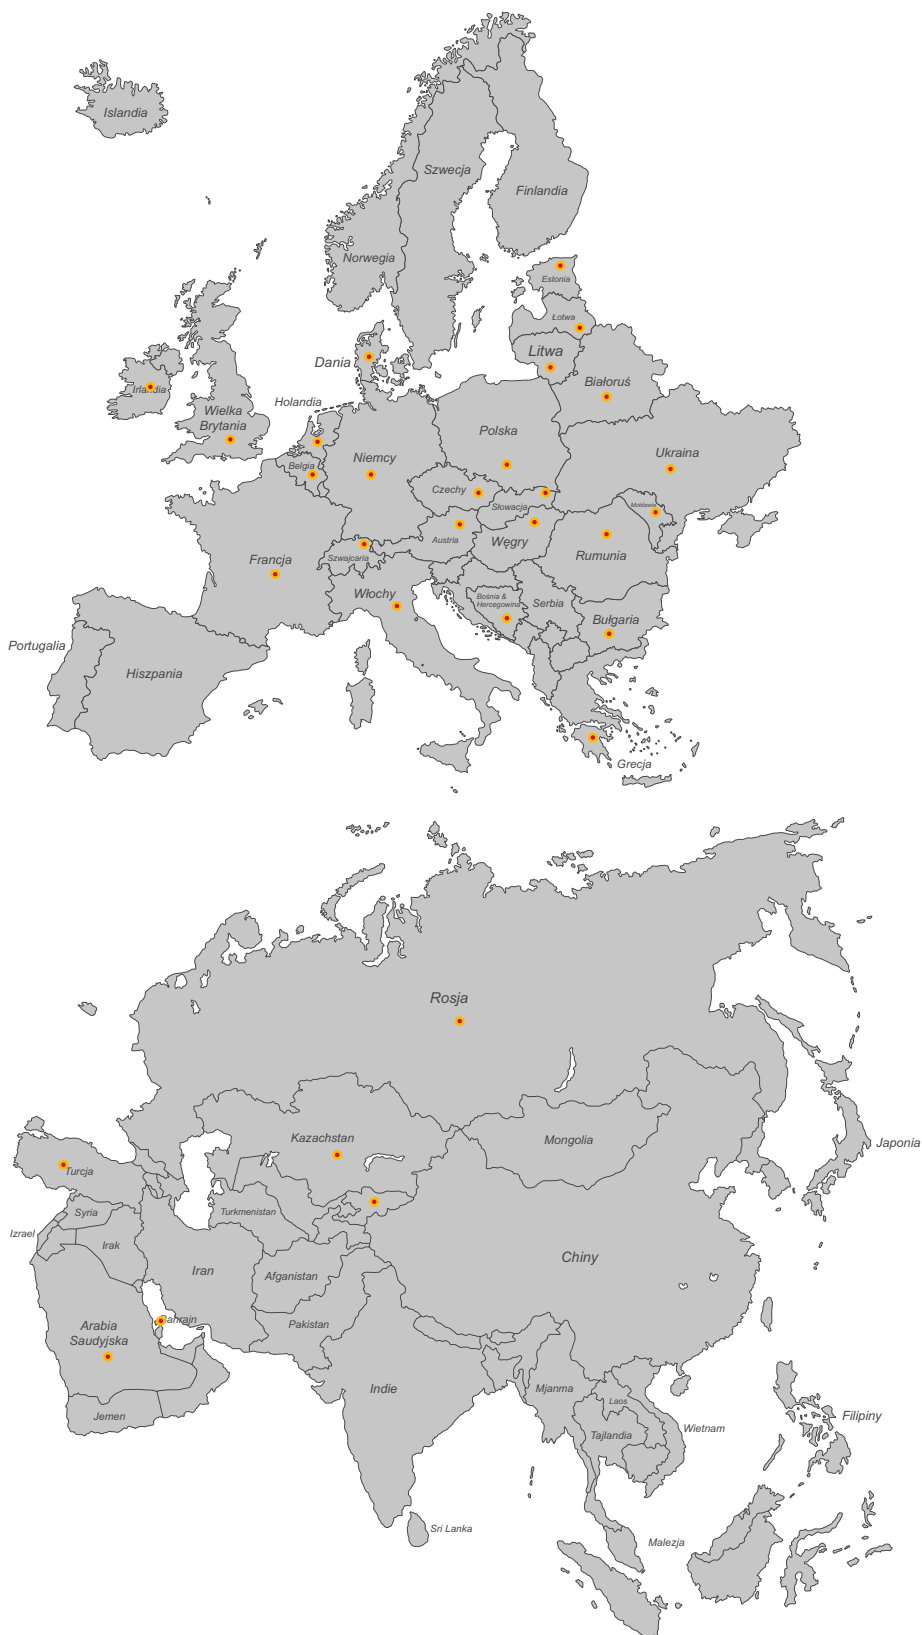 Islandia
Szwecja
Finlandia
Norwegia
Estonia
Łotwa
Litwa
Dania
Białoruś
Irlandia
Holandia
Wielka
Brytania
Polska
Ukraina
Niemcy
Belgia
Czechy
Słowacja
Mołdawia
Austria
Węgry
Rumunia
Francja
Szwajcaria
Włochy
Bośnia &
Hercegowina
Serbia
Bułgaria
Portugalia
Hiszpania
Grecja
Rosja
Kazachstan
Mongolia
Japonia
Turcja
Syria
Turkmenistan
Izrael
Irak
Iran
Afganistan
Chiny
Bahrajn
Arabia
Saudyjska
Pakistan
Indie
Mjanma
Laos
Jemen
Filipiny
Tajlandia
Wietnam
Sri Lanka
Malezja